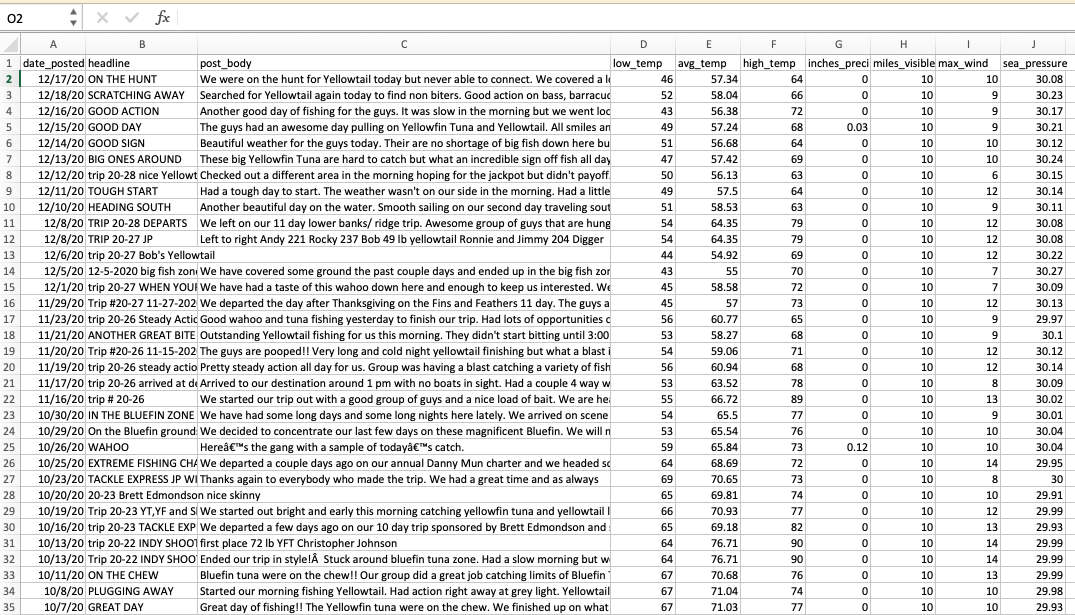 O2 fx
A B C D E F G H I J
1 date_posted headline post_body low_temp avg_temp high_temp inches_preci miles_visible max_wind sea_pressure
2 12/17/20 ON THE HUNT We were on the hunt for Yellowtail today but never able to connect. We covered a lo 46 57.34 64 0 10 10 30.08
3 12/18/20 SCRATCHING AWAY Searched for Yellowtail again today to find non biters. Good action on bass, barracud 52 58.04 66 0 10 9 30.23
4 12/16/20 GOOD ACTION Another good day of fishing for the guys. It was slow in the morning but we went loo 43 56.38 72 0 10 9 30.17
5 12/15/20 GOOD DAY The guys had an awesome day pulling on Yellowfin Tuna and Yellowtail. All smiles an 49 57.24 68 0.03 10 9 30.21
6 12/14/20 GOOD SIGN Beautiful weather for the guys today. Their are no shortage of big fish down here bu 51 56.68 64 0 10 10 30.12
7 12/13/20 BIG ONES AROUND These big Yellowfin Tuna are hard to catch but what an incredible sign off fish all day 47 57.42 69 0 10 10 30.24
8 12/12/20 trip 20-28 nice Yellowt Checked out a different area in the morning hoping for the jackpot but didn't payoff. 50 56.13 63 0 10 6 30.15
9 12/11/20 TOUGH START Had a tough day to start. The weather wasn't on our side in the morning. Had a little 49 57.5 64 0 10 12 30.14
10 12/10/20 HEADING SOUTH Another beautiful day on the water. Smooth sailing on our second day traveling sout 51 58.53 63 0 10 9 30.11
11 12/8/20 TRIP 20-28 DEPARTS We left on our 11 day lower banks/ ridge trip. Awesome group of guys that are hung 54 64.35 79 0 10 12 30.08
12 12/8/20 TRIP 20-27 JP Left to right Andy 221 Rocky 237 Bob 49 lb yellowtail Ronnie and Jimmy 204 Digger 54 64.35 79 0 10 12 30.08
13 12/6/20 trip 20-27 Bob's Yellowtail 44 54.92 69 0 10 12 30.22
14 12/5/20 12-5-2020 big fish zone We have covered some ground the past couple days and ended up in the big fish zor 43 55 70 0 10 7 30.27
15 12/1/20 trip 20-27 WHEN YOU We have had a taste of this wahoo down here and enough to keep us interested. We 45 58.58 72 0 10 7 30.09
16 11/29/20 Trip #20-27 11-27-202 We departed the day after Thanksgiving on the Fins and Feathers 11 day. The guys a 45 57 73 0 10 12 30.13
17 11/23/20 trip 20-26 Steady Actic Good wahoo and tuna fishing yesterday to finish our trip. Had lots of opportunities o 56 60.77 65 0 10 9 29.97
18 11/21/20 ANOTHER GREAT BITE Outstanding Yellowtail fishing for us this morning. They didn't start bitting until 3:00 53 58.27 68 0 10 9 30.1
19 11/20/20 Trip #20-26 11-15-202 The guys are pooped!! Very long and cold night yellowtail finishing but what a blast i 54 59.06 71 0 10 12 30.12
20 11/19/20 trip 20-26 steady actio Pretty steady action all day for us. Group was having a blast catching a variety of fish 56 60.94 68 0 10 12 30.14
21 11/17/20 trip 20-26 arrived at de Arrived to our destination around 1 pm with no boats in sight. Had a couple 4 way w 53 63.52 78 0 10 8 30.09
22 11/16/20 trip # 20-26 We started our trip out with a good group of guys and a nice load of bait. We are hea 55 66.72 89 0 10 13 30.02
23 10/30/20 IN THE BLUEFIN ZONE We have had some long days and some long nights here lately. We arrived on scene 54 65.5 77 0 10 9 30.01
24 10/29/20 On the Bluefin ground We decided to concentrate our last few days on these magnificent Bluefin. We will n 53 65.54 76 0 10 10 30.04
25 10/26/20 WAHOO Hereâ€™s the gang with a sample of todayâ€™s catch. 59 65.84 73 0.12 10 10 30.04
26 10/25/20 EXTREME FISHING CHA We departed a couple days ago on our annual Danny Mun charter and we headed so 64 68.69 72 0 10 14 29.95
27 10/23/20 TACKLE EXPRESS JP WI Thanks again to everybody who made the trip. We had a great time and as always 69 70.65 73 0 10 8 30
28 10/20/20 20-23 Brett Edmondson nice skinny 65 69.81 74 0 10 10 29.91
29 10/19/20 Trip 20-23 YT,YF and S We started out bright and early this morning catching yellowfin tuna and yellowtail l 66 70.93 77 0 10 12 29.99
30 10/16/20 trip 20-23 TACKLE EXP We departed a few days ago on our 10 day trip sponsored by Brett Edmondson and 65 69.18 82 0 10 13 29.93
31 10/13/20 trip 20-22 INDY SHOO first place 72 lb YFT Christopher Johnson 64 76.71 90 0 10 14 29.99
32 10/13/20 Trip 20-22 INDY SHOO Ended our trip in style!Â  Stuck around bluefin tuna zone. Had a slow morning but w 64 76.71 90 0 10 14 29.99
33 10/11/20 ON THE CHEW Bluefin tuna were on the chew!! Our group did a great job catching limits of Bluefin 67 70.68 76 0 10 13 29.99
34 10/8/20 PLUGGING AWAY Started our morning fishing Yellowtail. Had action right away at grey light. Yellowtail 67 71.04 74 0 10 10 29.98
35 10/7/20 GREAT DAY Great day of fishing!! The Yellowfin tuna were on the chew. We finished up on what 67 71.03 77 0 10 10 29.93